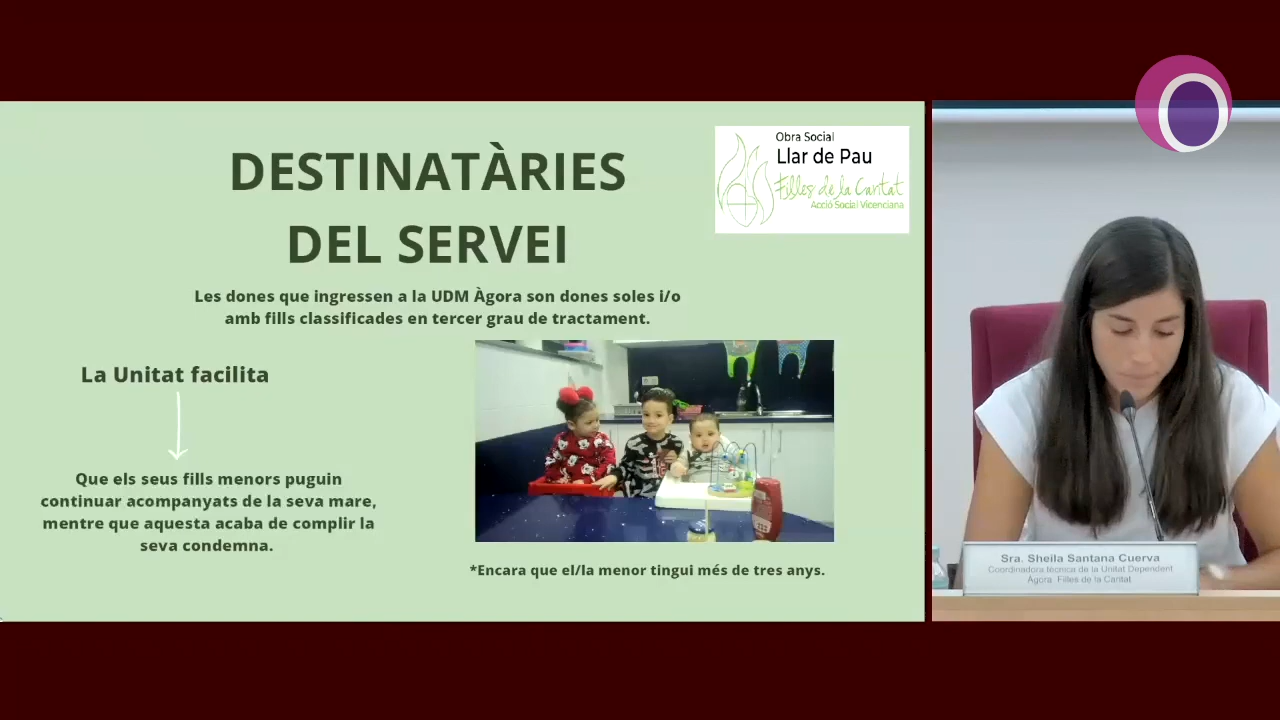 DESTINATÀRIES
DEL SERVEI
Obra Social
Llar de Pau
Filles de la Caritat
Acció Social Vicenciana
Les dones que ingressen a la UDM Àgora son dones soles i/o
amb fills classificades en tercer grau de tractament.
La Unitat facilita
Que els seus fills menors puguin
continuar acompanyats de la seva mare,
mentre que aquesta acaba de complir la
seva condemna.
*Encara que el/la menor tingui més de tres anys.
Sra. Sheila Santana Cuerva
Coordinadora tècnica de la Unitat Dependent
Àgora. Filles de la Caritat